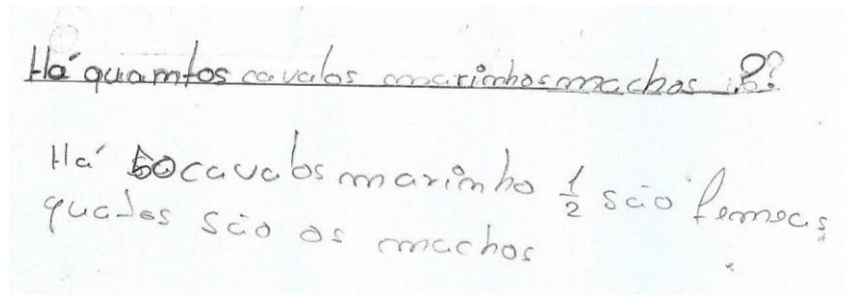 Há quamtos cavalos marinhos machos ??
Há 50 cavalos marinho 1/2 são femeas,
quales são os machos